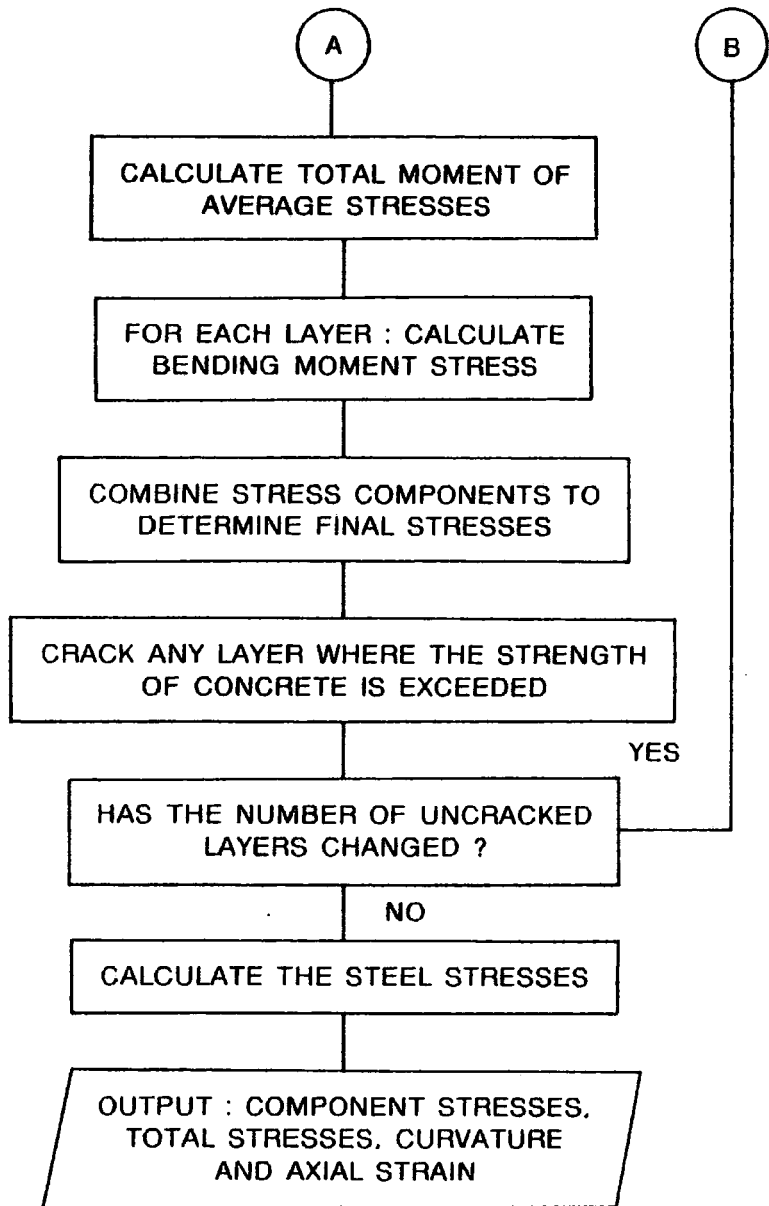 A
B
CALCULATE TOTAL MOMENT OF
AVERAGE STRESSES
FOR EACH LAYER : CALCULATE
BENDING MOMENT STRESS
COMBINE STRESS COMPONENTS TO
DETERMINE FINAL STRESSES
CRACK ANY LAYER WHERE THE STRENGTH
OF CONCRETE IS EXCEEDED
YES
HAS THE NUMBER OF UNCRACKED
LAYERS CHANGED ?
NO
CALCULATE THE STEEL STRESSES
OUTPUT : COMPONENT STRESSES,
TOTAL STRESSES, CURVATURE
AND AXIAL STRAIN